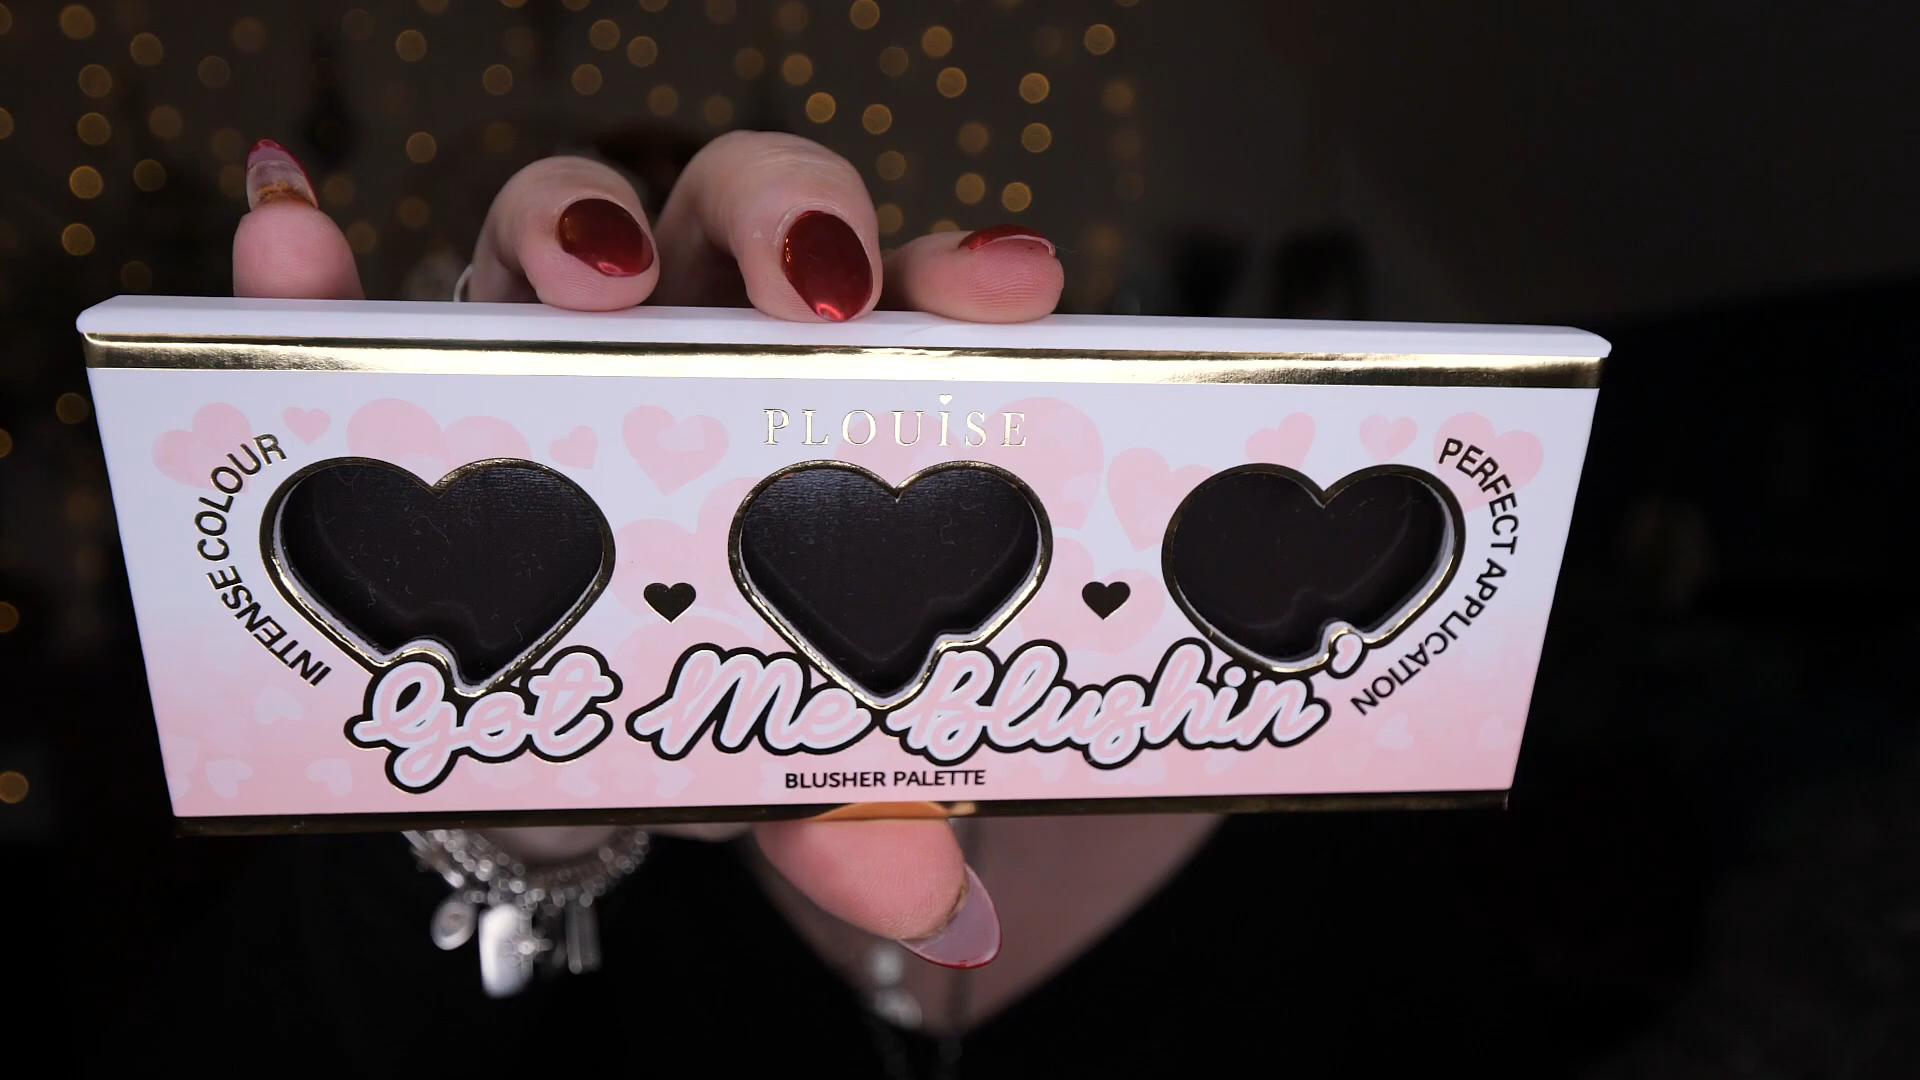 PLOUISE
INTENSE COLOUR
PERFECT APPLICATION
Got Me Blushin'
BLUSHER PALETTE